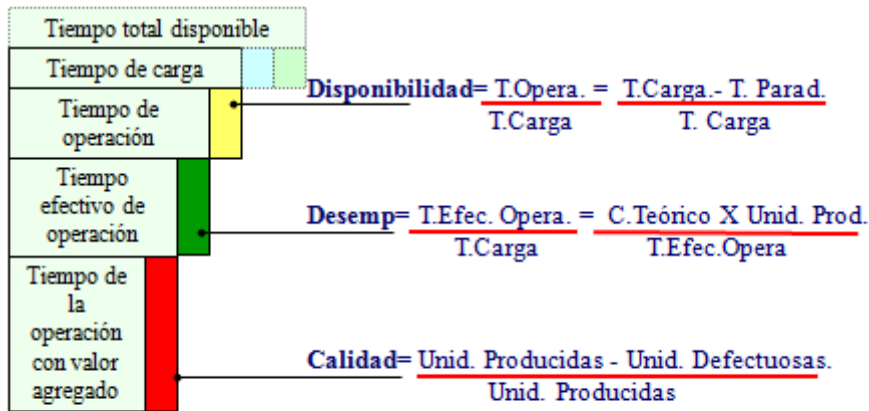 Tiempo total disponible
Tiempo de carga
Tiempo de
operación
Disponibilidad= T.Opera. = T.Carga.- T. Parad.
T.Carga T. Carga
Tiempo
efectivo de
operación
Desemp= T.Efec. Opera. = C.Teórico X Unid. Prod.
T.Carga T.Efec.Opera
Tiempo de
la
operación
con valor
agregado
Calidad= Unid. Producidas - Unid. Defectuosas.
Unid. Producidas